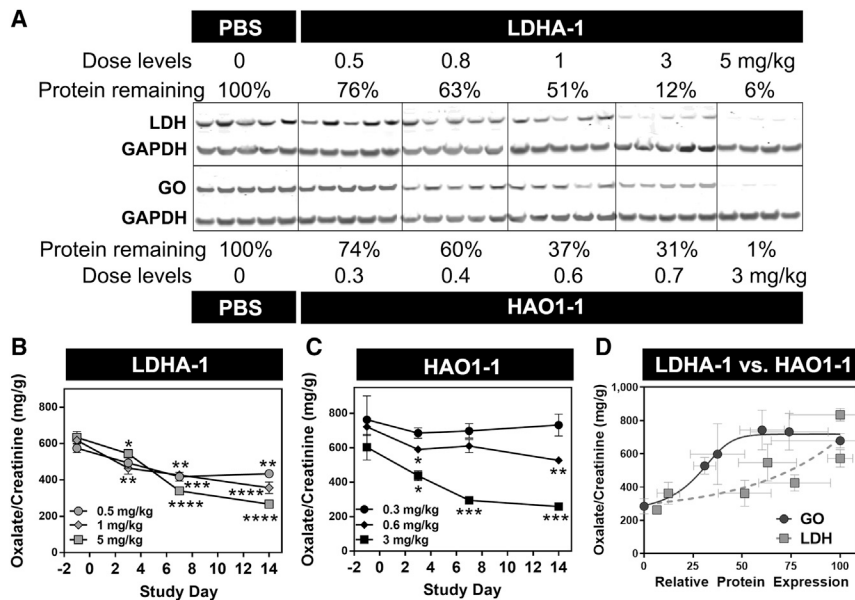 A
PBS LDHA-1
Dose levels 0 0.5 0.8 1 3 5 mg/kg
Protein remaining 100% 76% 63% 51% 12% 6%
LDH
GAPDH
GO
GAPDH
Protein remaining 100% 74% 60% 37% 31% 1%
Dose levels 0 0.3 0.4 0.6 0.7 3 mg/kg
PBS HAO1-1
B LDHA-1
Oxalate/Creatinine (mg/g)
800
600
400
200
0
* ** ** *** **** ** **** ****
0.5 mg/kg
1 mg/kg
5 mg/kg
-2 0 2 4 6 8 10 12 14
Study Day
C HAO1-1
Oxalate/Creatinine (mg/g)
800
600
400
200
0
* * *** ** ***
0.3 mg/kg
0.6 mg/kg
3 mg/kg
-2 0 2 4 6 8 10 12 14
Study Day
D LDHA-1 vs. HAO1-1
Oxalate/Creatinine (mg/g)
1,000
800
600
400
200
0
GO
LDH
0 25 50 75 100
Relative Protein Expression